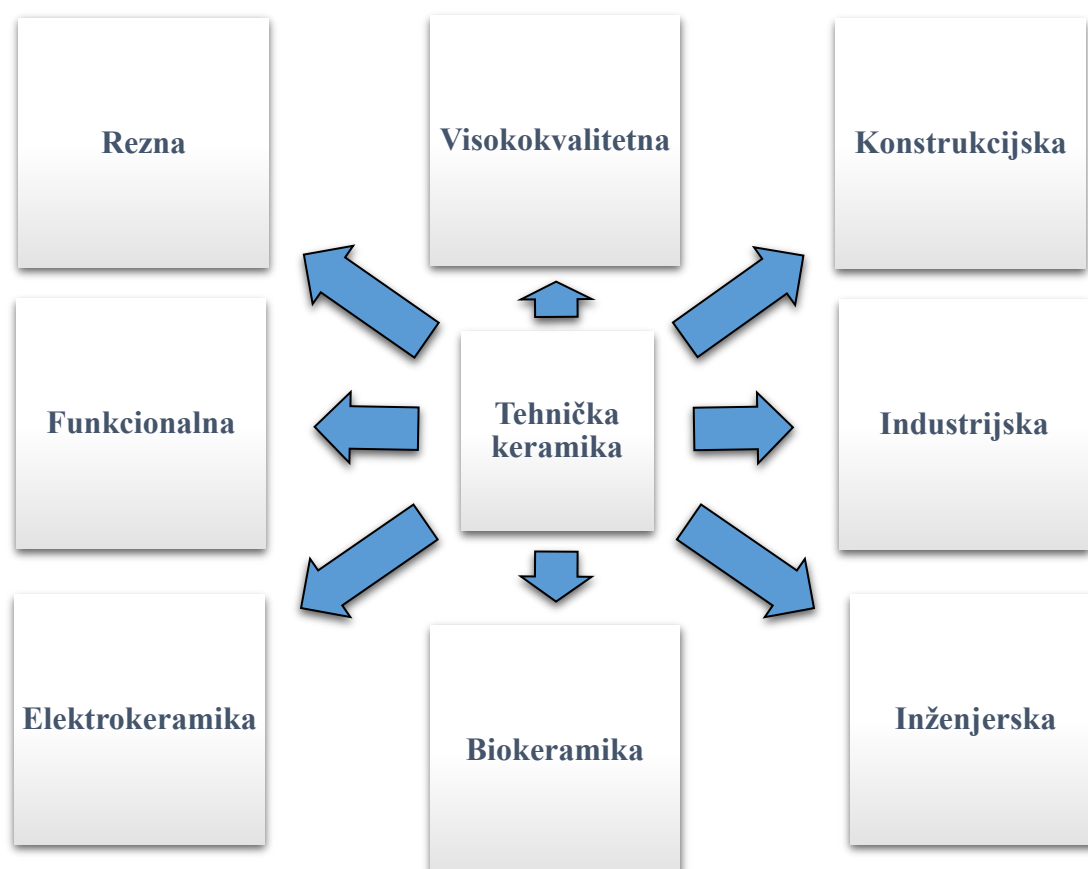 Rezna
Visokokvalitetna
Konstrukcijska
Funkcionalna
Tehnička
keramika
Industrijska
Elektrokeramika
Biokeramika
Inženjerska